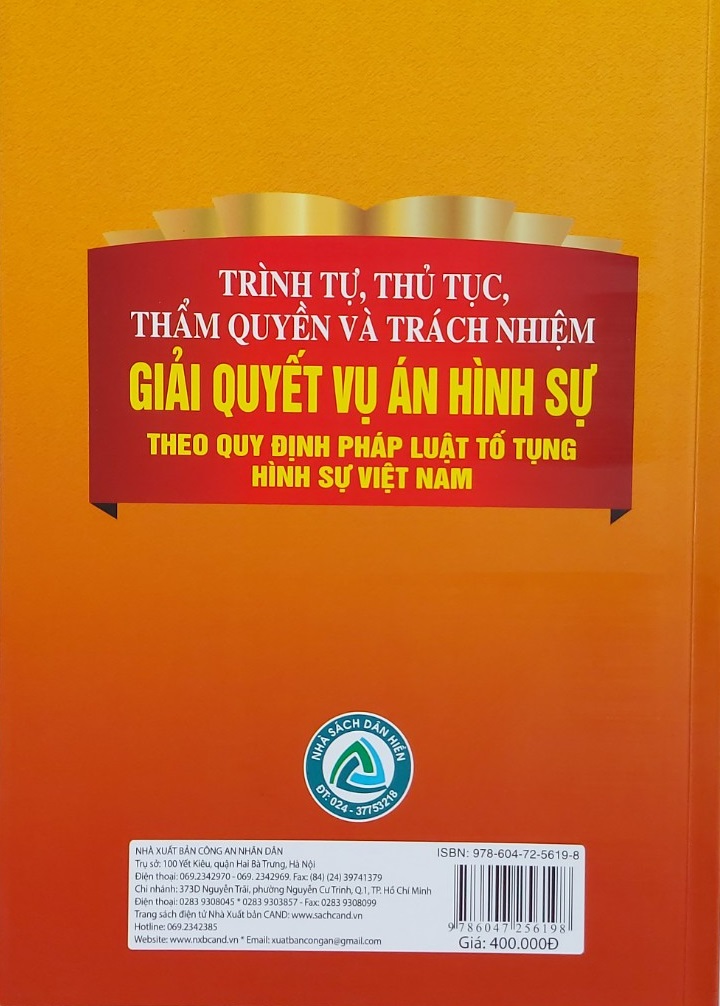 TRÌNH TỰ, THỦ TỤC,
THẨM QUYỀN VÀ TRÁCH NHIỆM
GIẢI QUYẾT VỤ ÁN HÌNH SỰ
THEO QUY ĐỊNH PHÁP LUẬT TỐ TỤNG
HÌNH SỰ VIỆT NAM
NHÀ SÁCH DÂN HIỀN
ĐT: 024 - 37753218
NHÀ XUẤT BẢN CÔNG AN NHÂN DÂN
Trụ sở: 100 Yết Kiêu, quận Hai Bà Trưng, Hà Nội
Điện thoại: 069.2342970 - 069. 2342969. Fax: (84) (24) 39741379
Chi nhánh: 373D Nguyễn Trãi, phường Nguyễn Cư Trinh, Q.1, TP. Hồ Chí Minh
Điện thoại: 0283 9308045 * 0283 9303857 - Fax: 0283 9308099
Trang sách điện tử Nhà Xuất bản CAND: www.sachcand.vn
Hotline: 069.2342385
Website: www.nxbcand.vn * Email: xuatbancongan@gmail.com
ISBN: 978-604-72-5619-8
9 786047 256198
Giá: 400.000Đ